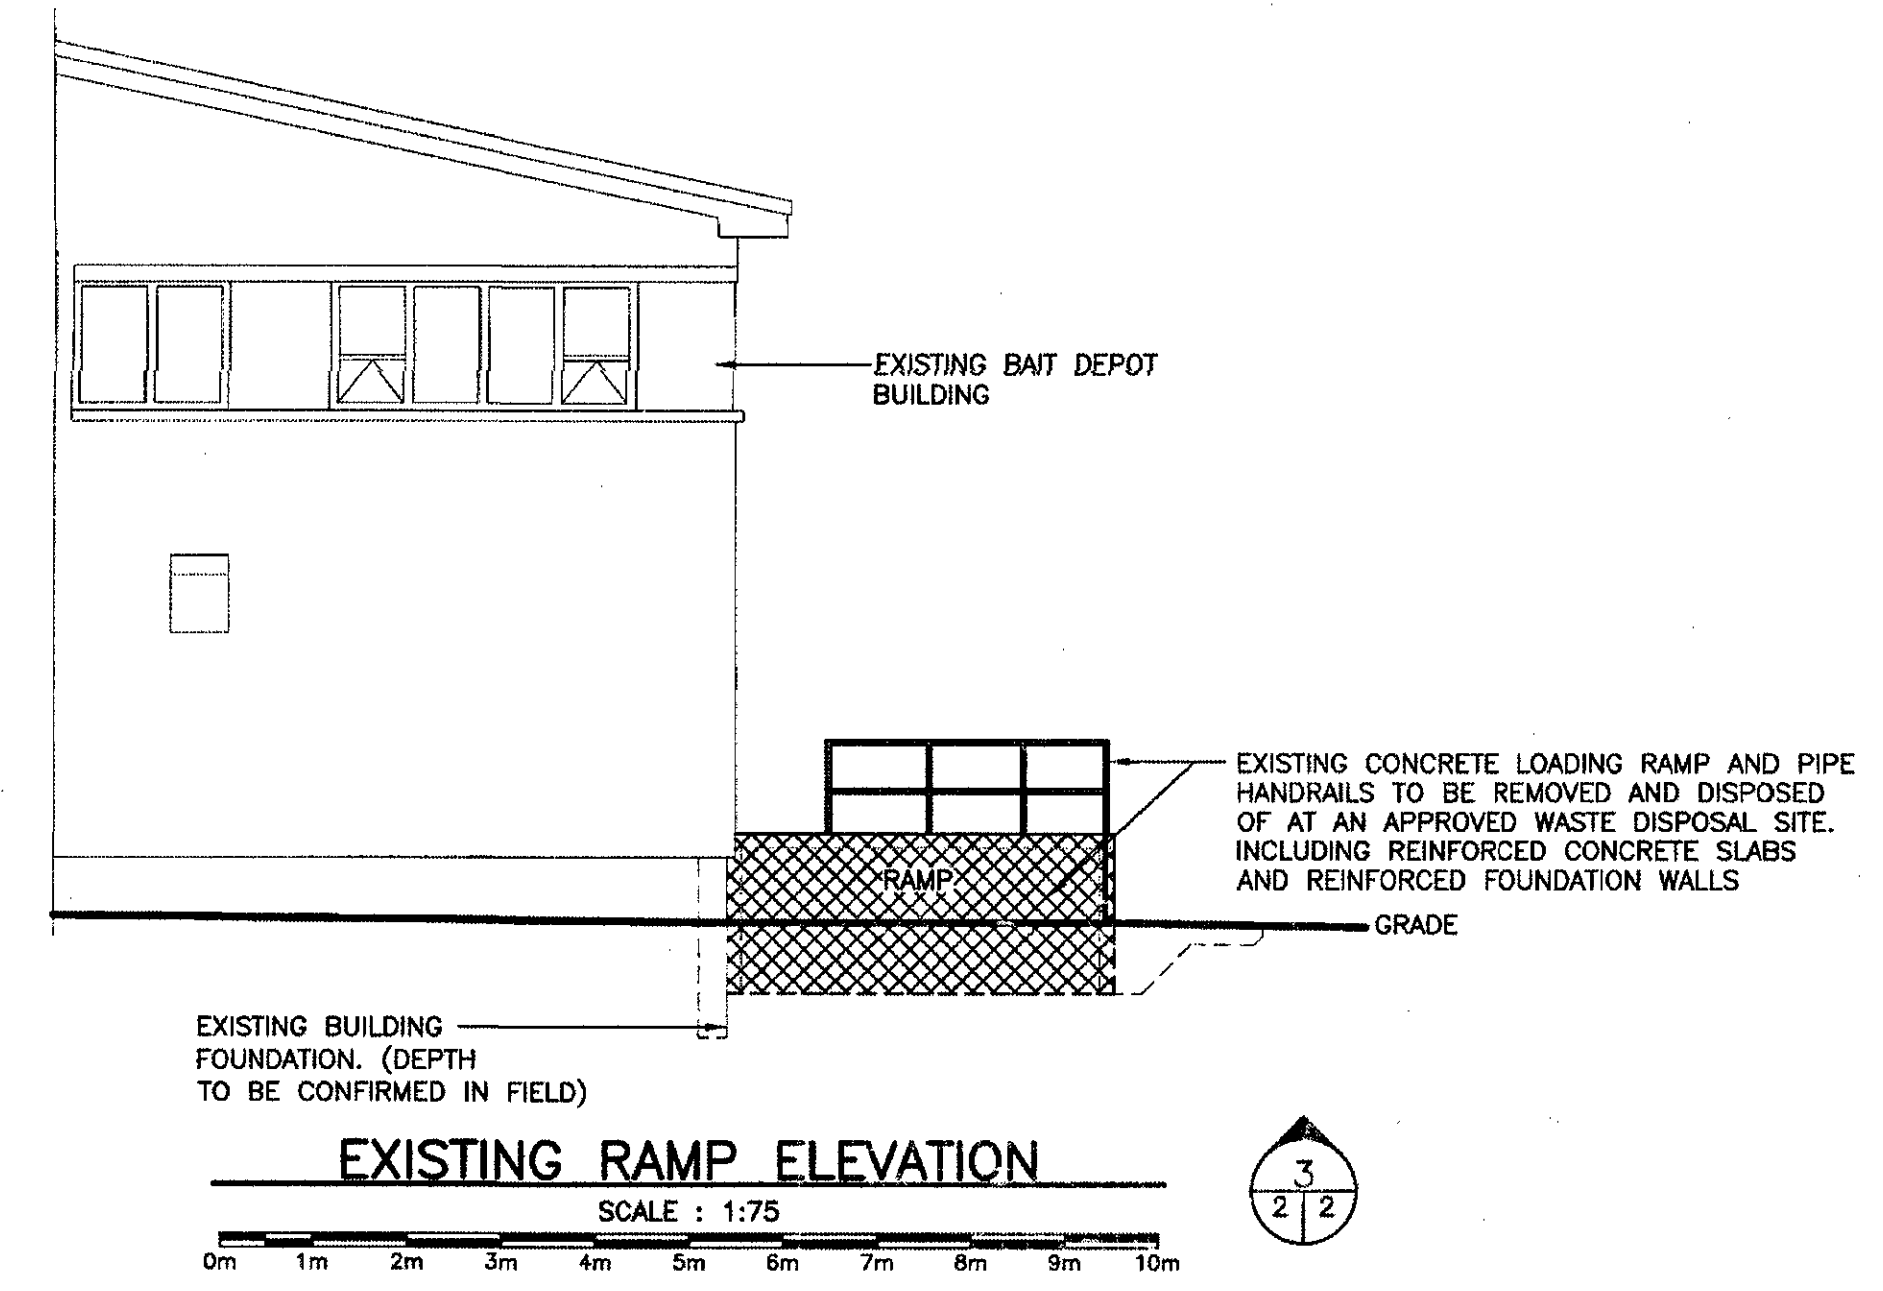 EXISTING BAIT DEPOT
BUILDING
EXISTING CONCRETE LOADING RAMP AND PIPE
HANDRAILS TO BE REMOVED AND DISPOSED
OF AT AN APPROVED WASTE DISPOSAL SITE.
INCLUDING REINFORCED CONCRETE SLABS
AND REINFORCED FOUNDATION WALLS
RAMP
GRADE
EXISTING BUILDING
FOUNDATION. (DEPTH
TO BE CONFIRMED IN FIELD)
EXISTING RAMP ELEVATION
SCALE : 1:75
0m 1m 2m 3m 4m 5m 6m 7m 8m 9m 10m
3
2 2